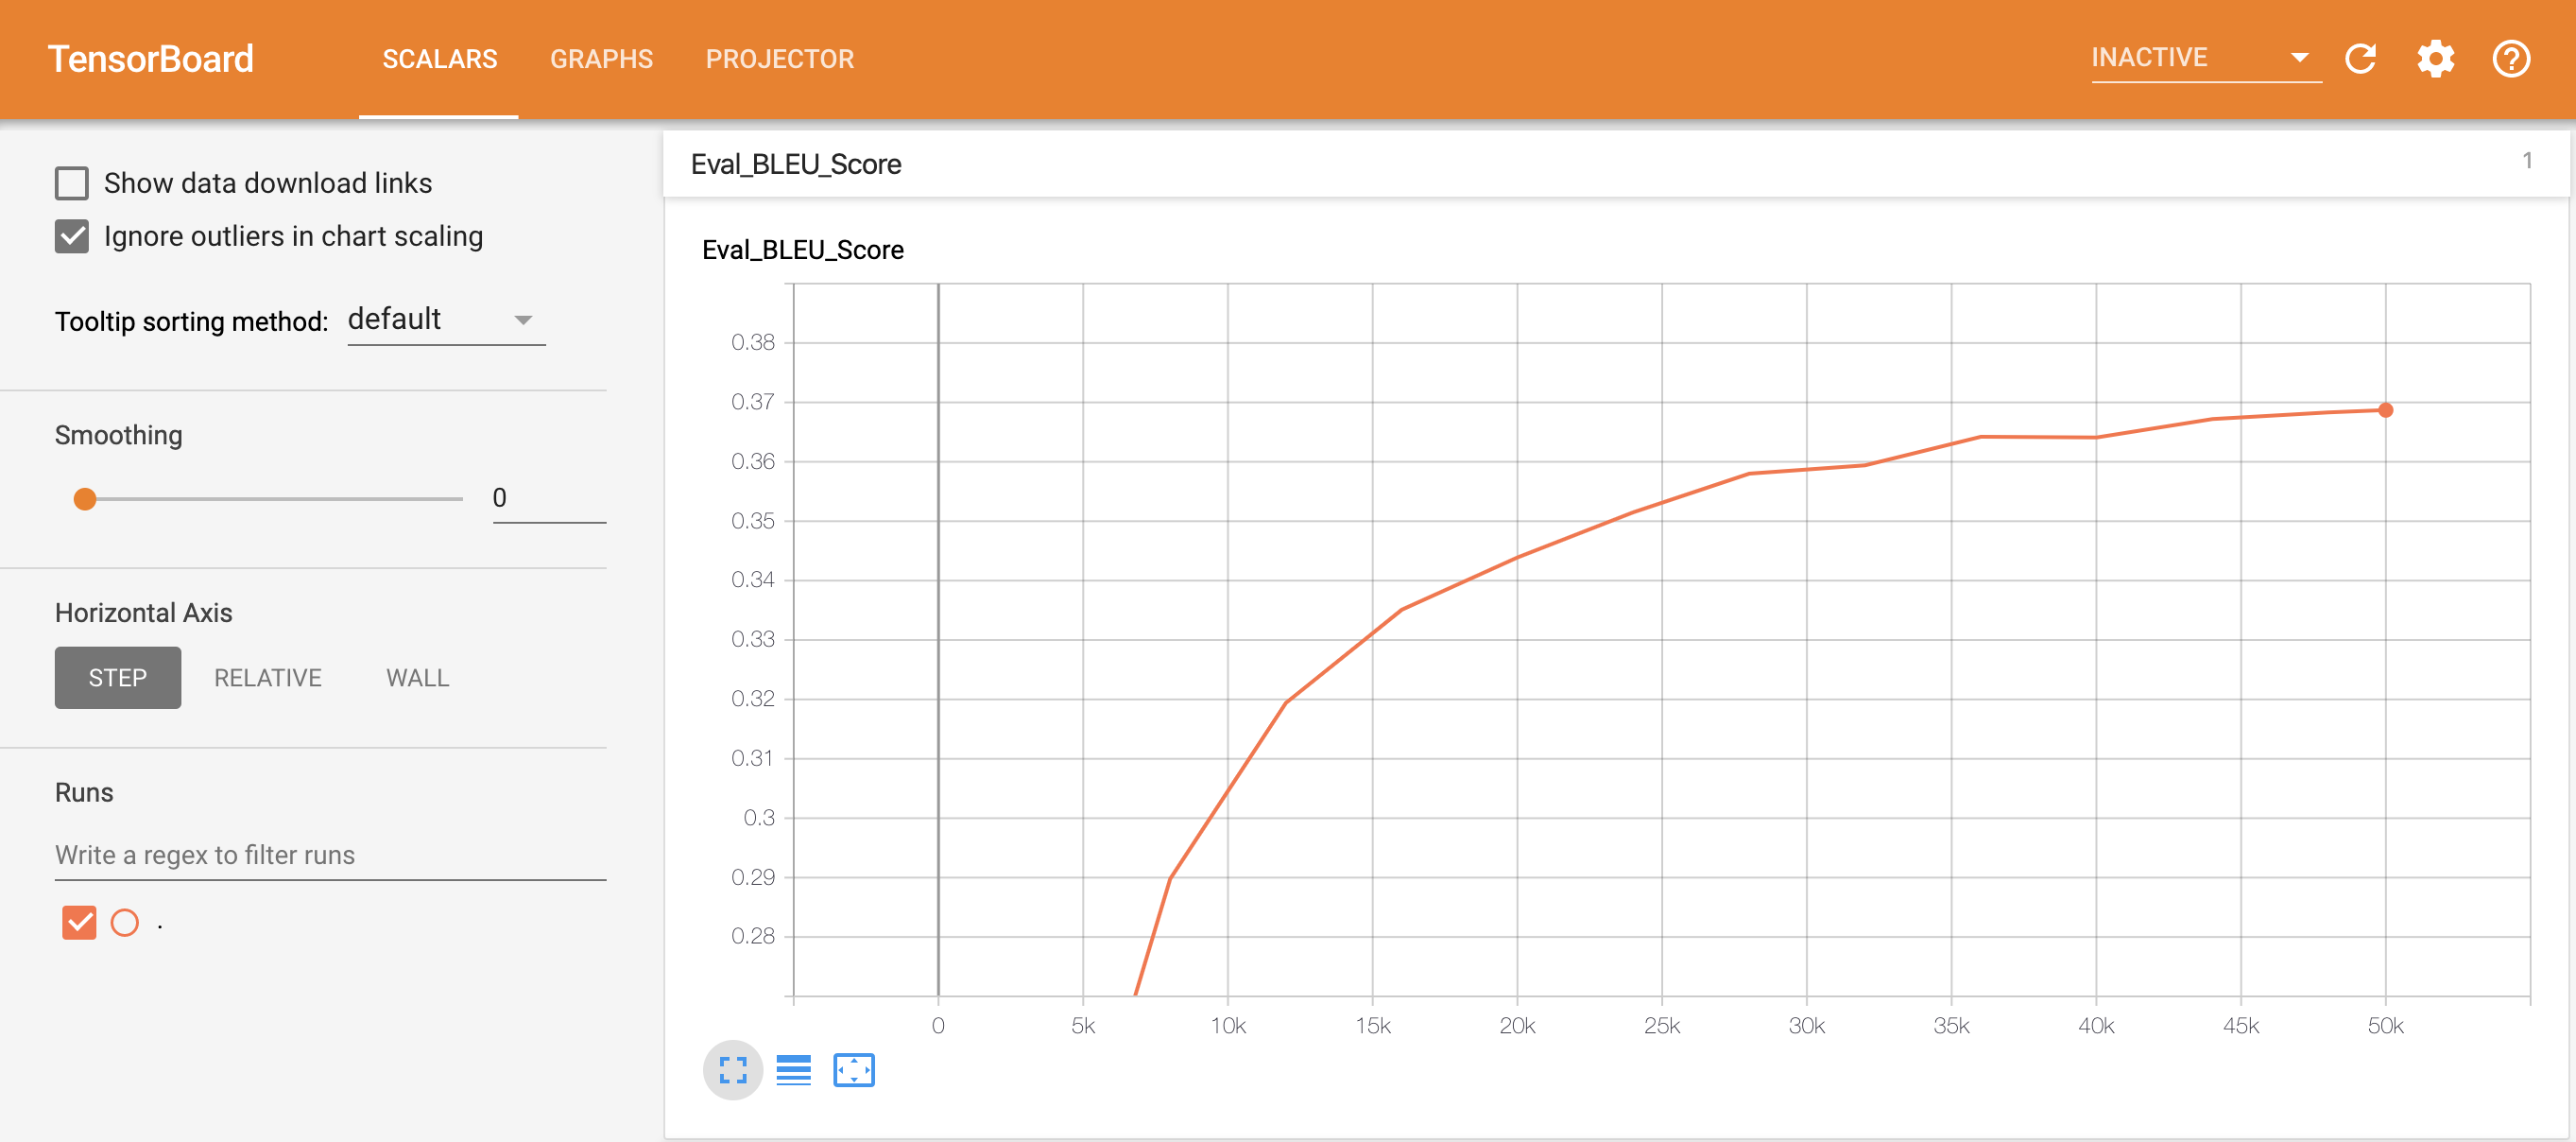 TensorBoard SCALARS GRAPHS PROJECTOR INACTIVE
Show data download links
Ignore outliers in chart scaling
Tooltip sorting method: default
Smoothing
0
Horizontal Axis
STEP RELATIVE WALL
Runs
Write a regex to filter runs
.
Eval_BLEU_Score 1
Eval_BLEU_Score
0.38
0.37
0.36
0.35
0.34
0.33
0.32
0.31
0.3
0.29
0.28
0 5k 10k 15k 20k 25k 30k 35k 40k 45k 50k